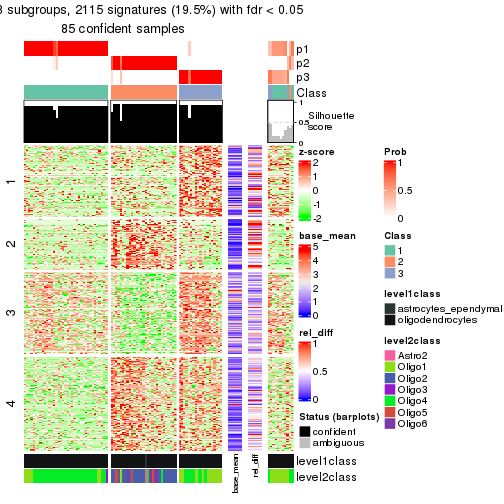 3 subgroups, 2115 signatures (19.5%) with fdr < 0.05
85 confident samples
p1
p2
p3
Class
1
0.5
0
Silhouette
score
1
2
3
4
base_mean
rel_diff
level1class
level2class
z-score
2
1
0
-1
-2
base_mean
5
4
3
2
1
0
rel_diff
1
0.5
0
Status (barplots)
confident
ambiguous
Prob
1
0.5
0
Class
1
2
3
level1class
astrocytes_ependymal
oligodendrocytes
level2class
Astro2
Oligo1
Oligo2
Oligo3
Oligo4
Oligo5
Oligo6